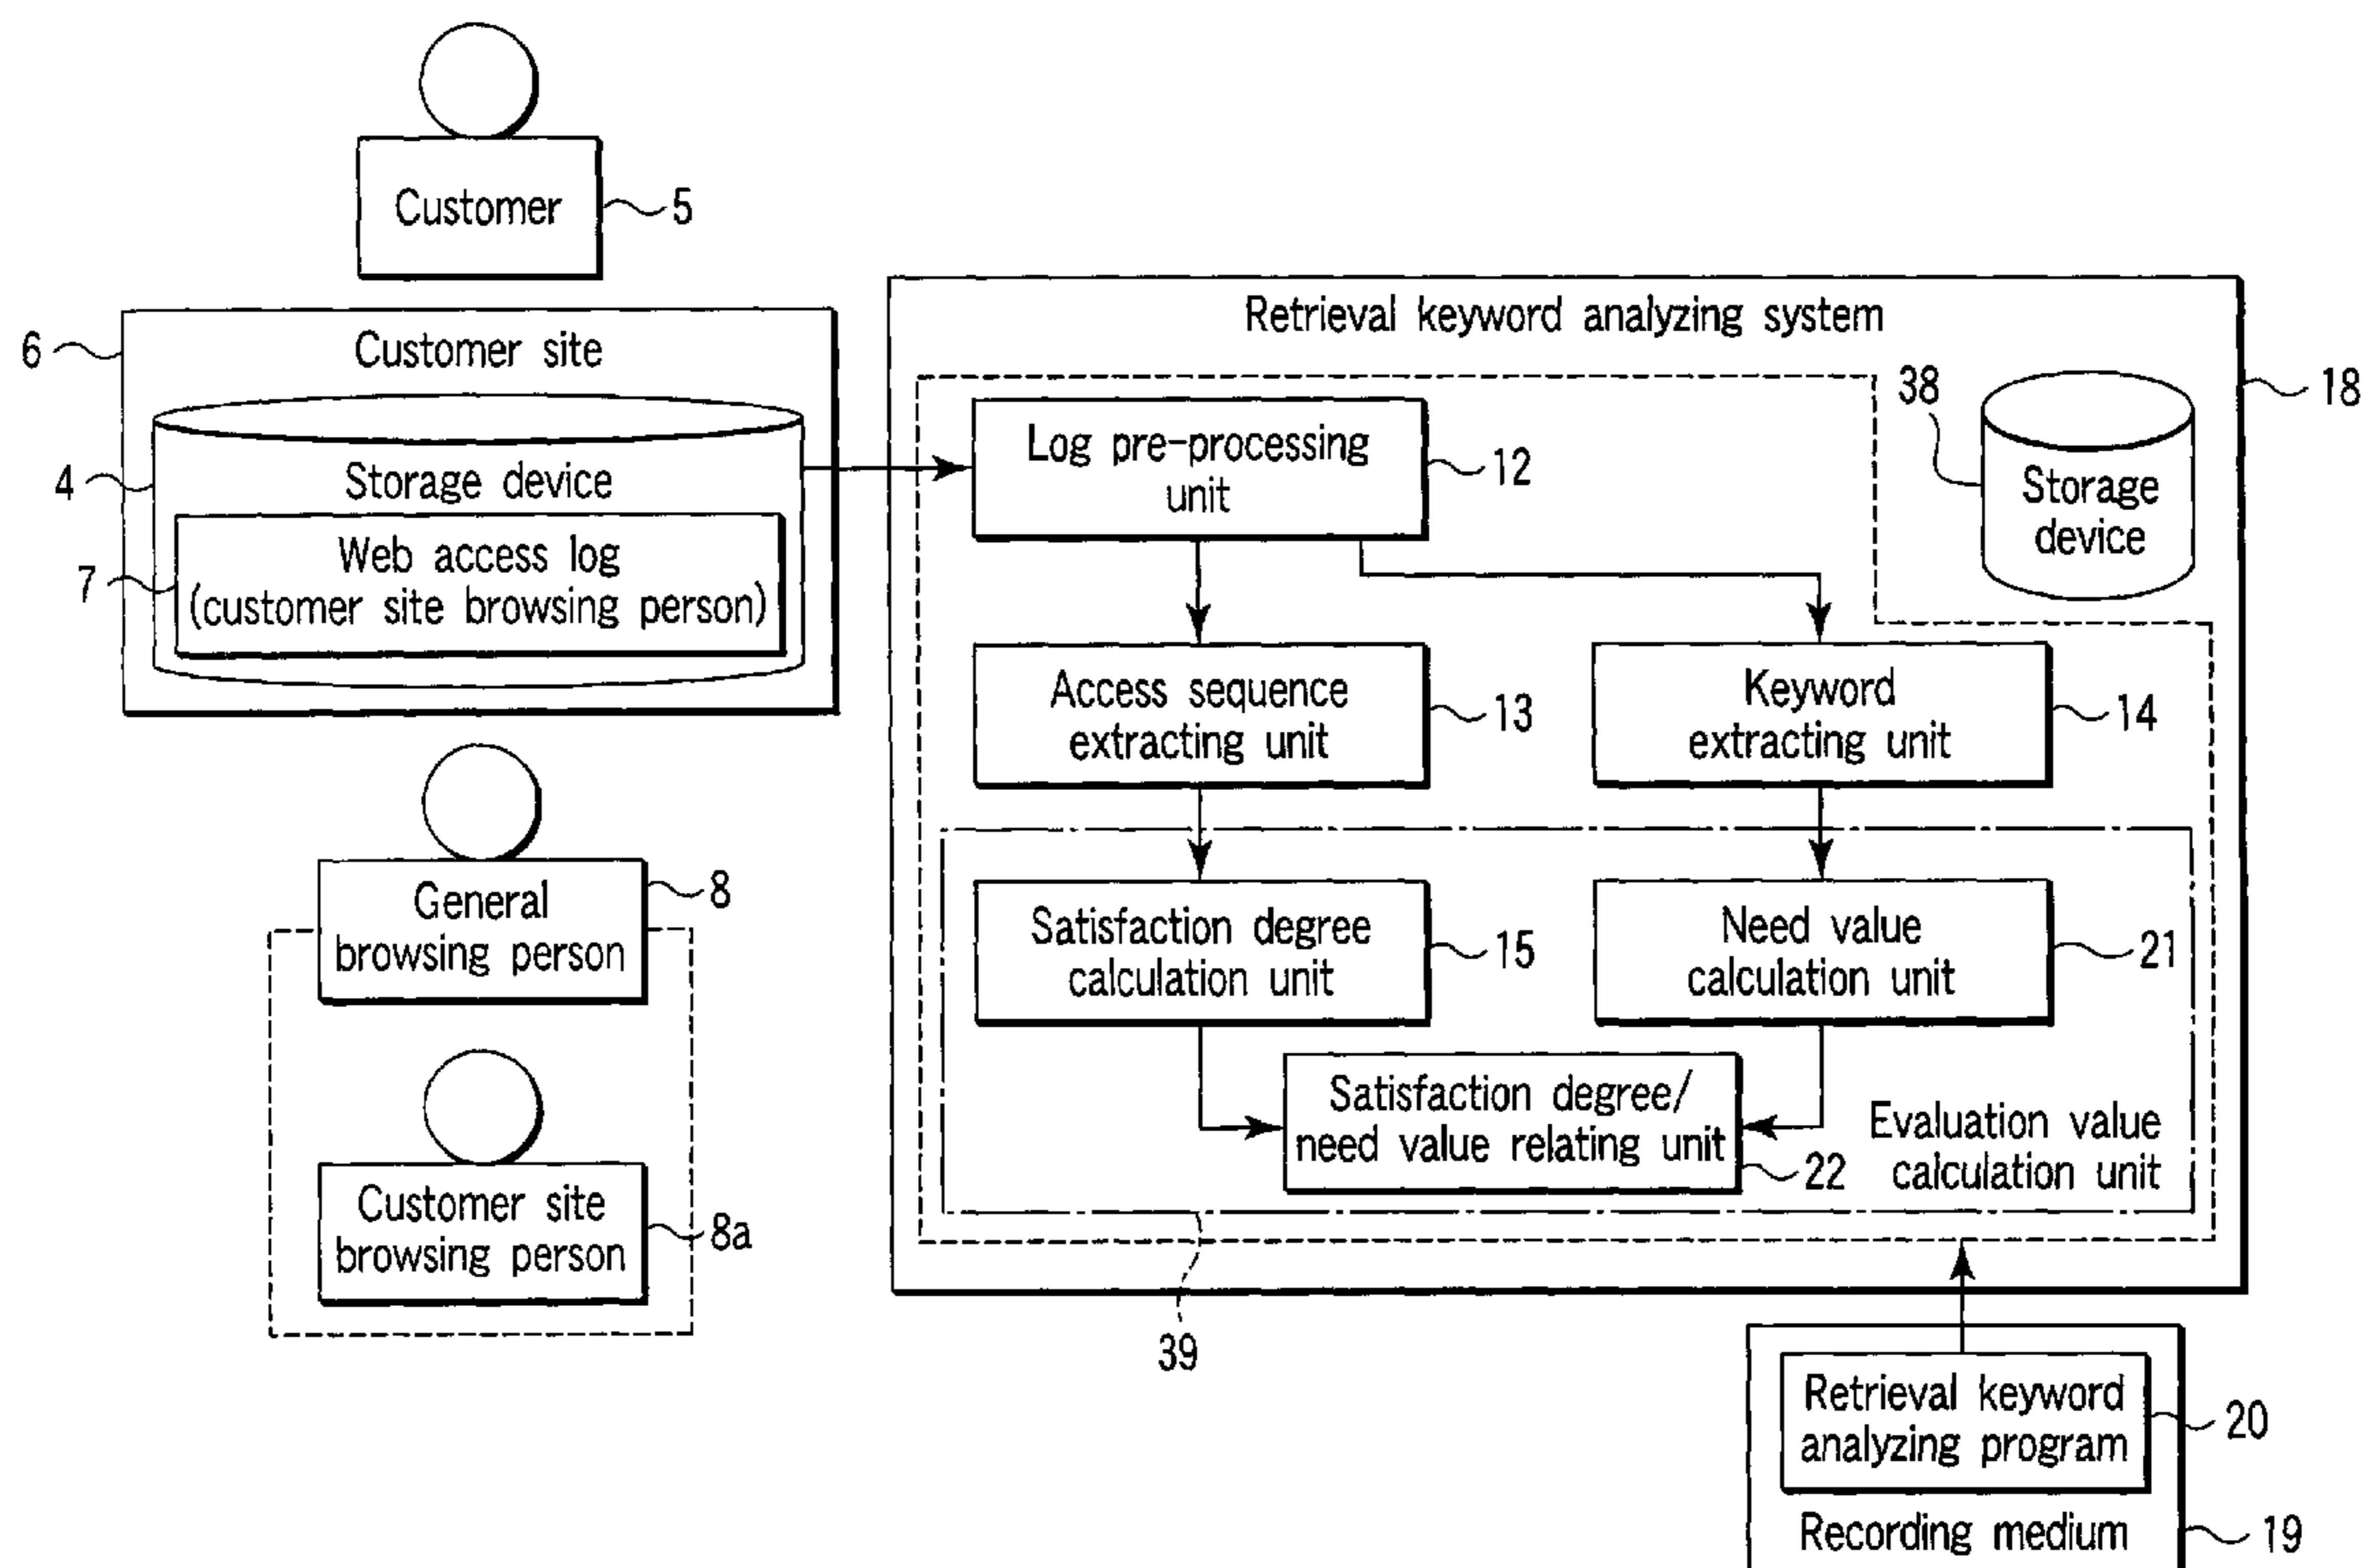 Customer
5
6
Customer site
4
Storage device
7
Web access log
(customer site browsing person)
General
browsing person
8
Customer site
browsing person
8a
Retrieval keyword analyzing system
18
38
Storage
device
Log pre-processing
unit
12
Access sequence
extracting unit
13
Keyword
extracting unit
14
Satisfaction degree
calculation unit
15
Need value
calculation unit
21
Satisfaction degree/
need value relating unit
22
Evaluation value
calculation unit
39
Retrieval keyword
analyzing program
20
Recording medium
19